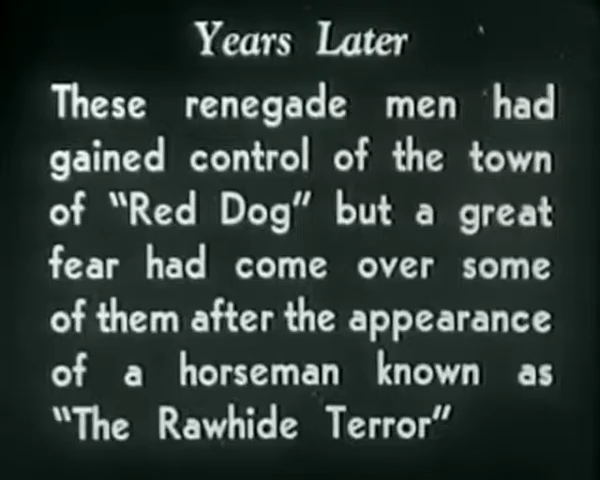 Years Later
These renegade men had
gained control of the town
of "Red Dog" but a great
fear had come over some
of them after the appearance
of a horseman known as
"The Rawhide Terror"